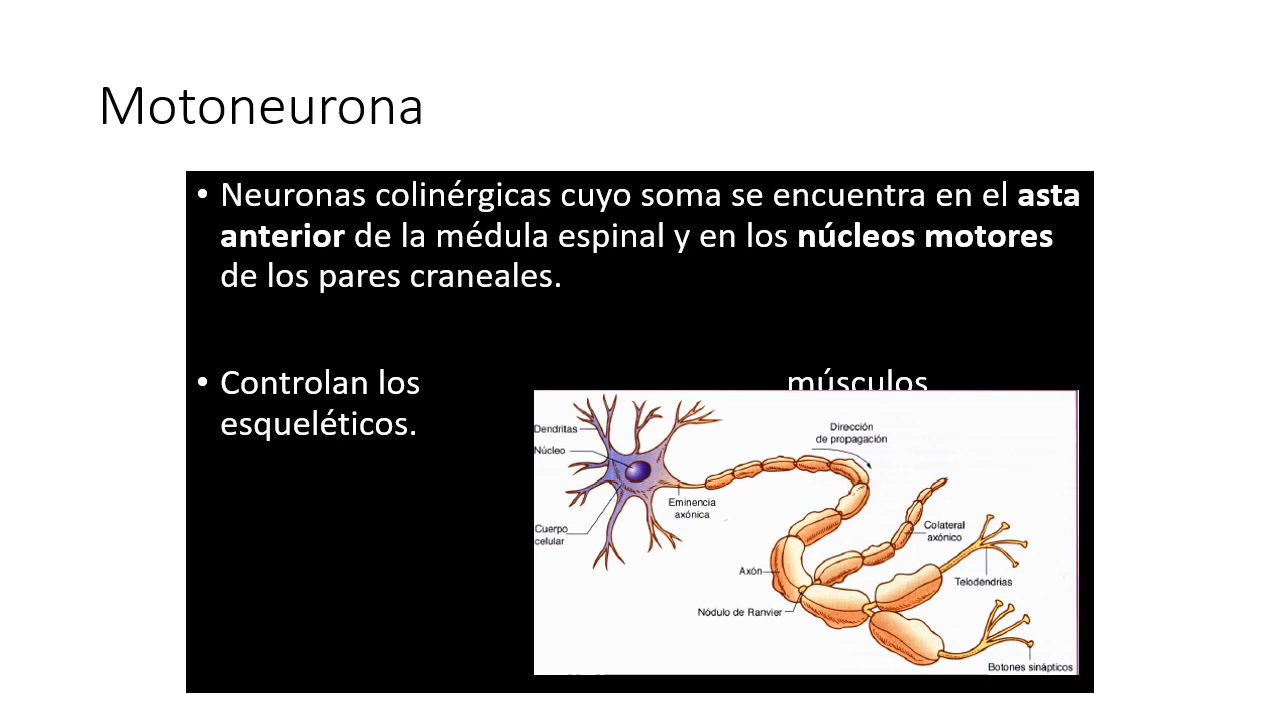 Motoneurona
• Neuronas colinérgicas cuyo soma se encuentra en el asta
anterior de la médula espinal y en los núcleos motores
de los pares craneales.
• Controlan los músculos
esqueléticos.
Dendritas
Núcleo
Cuerpo
celular
Eminencia
axónica
Dirección
de propagación
Colateral
axónico
Axón
Nódulo de Ranvier
Telodendrias
Botones sinápticos